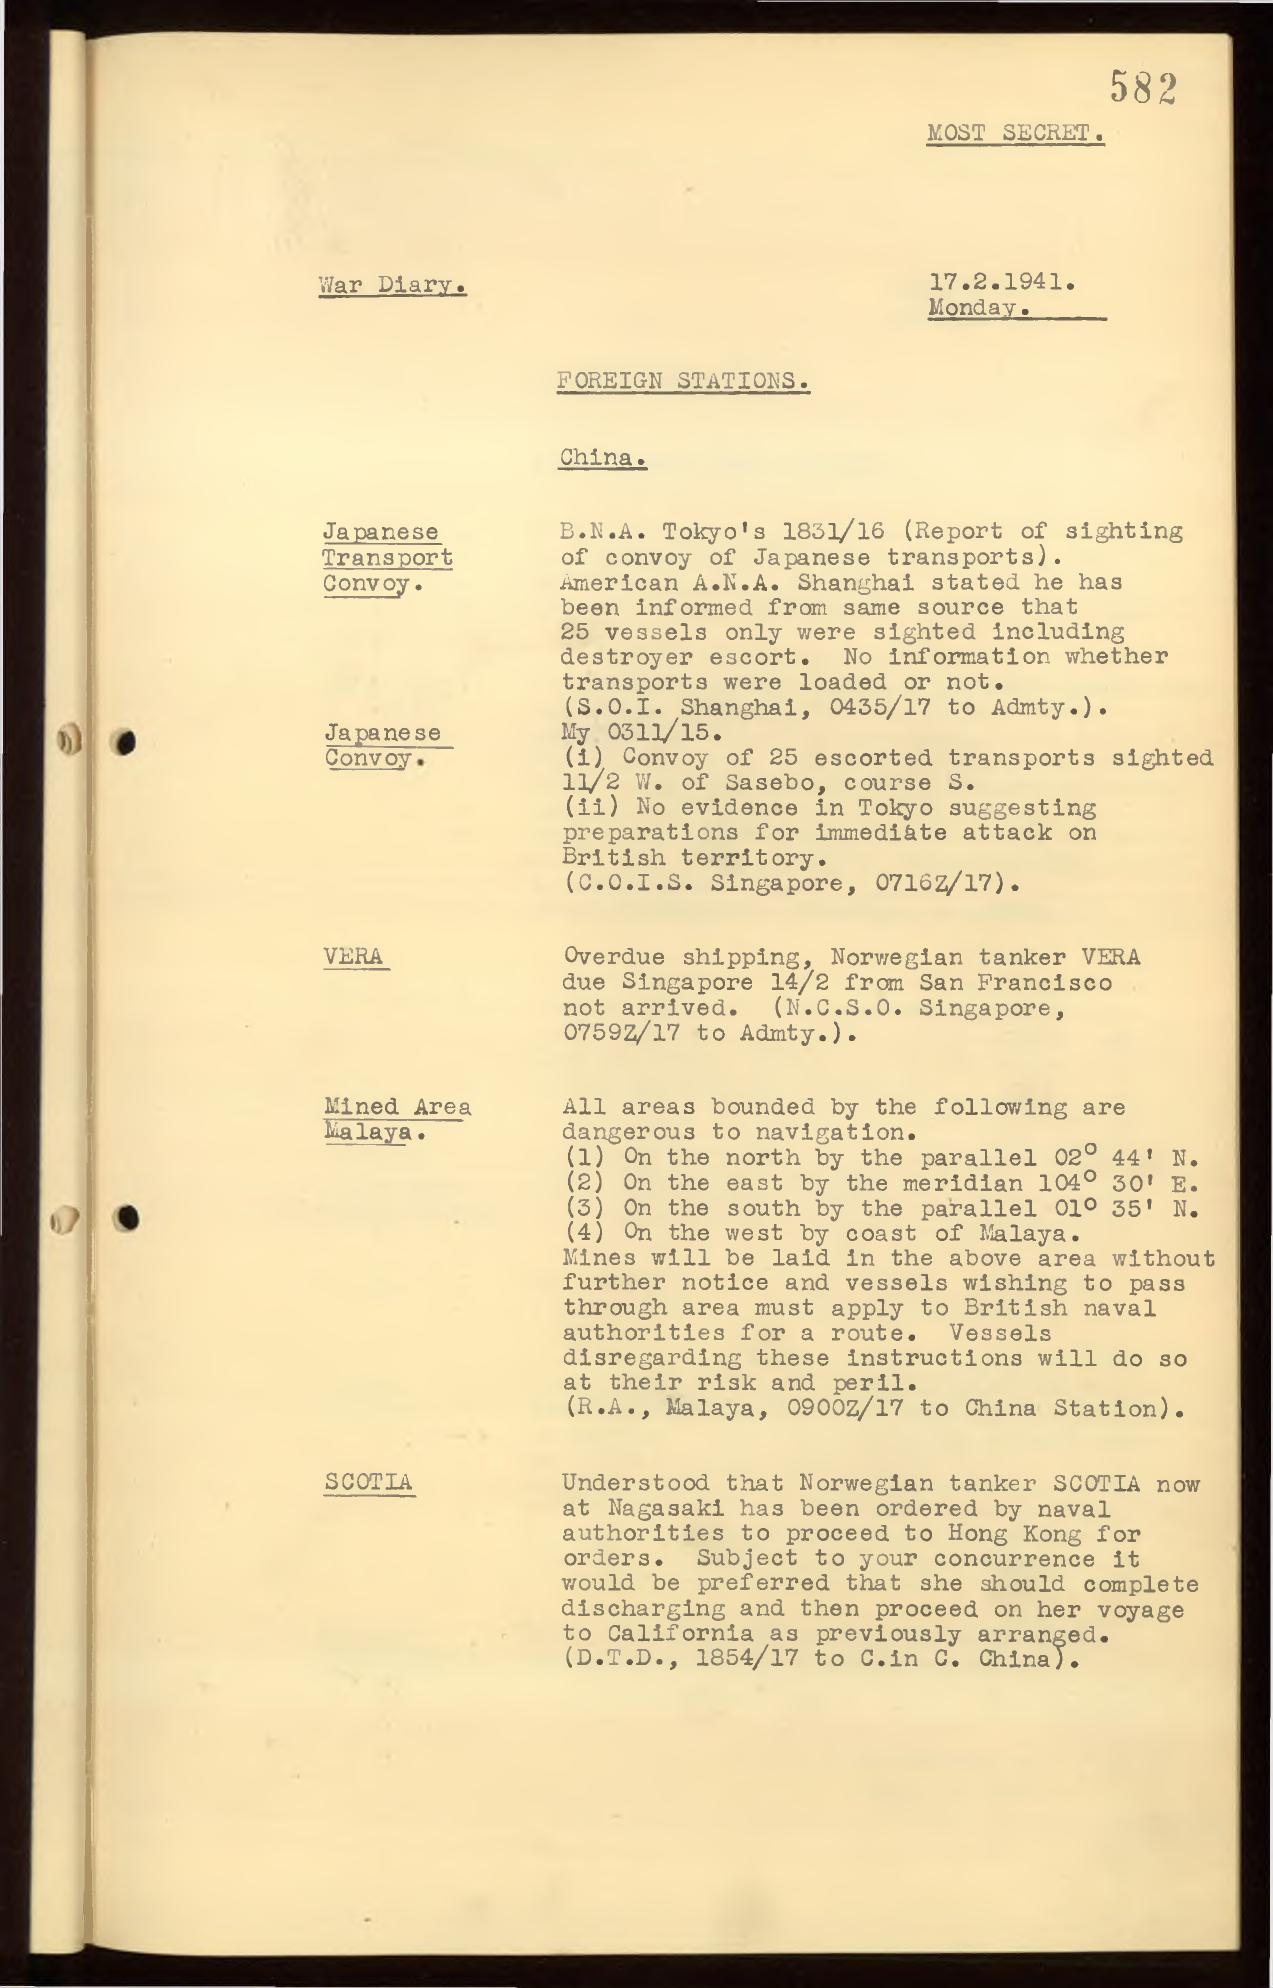 582
MOST SECRET.
War Diary.
17.2.1941.
Monday.
FOREIGN STATIONS.
China.
Japanese
Transport
Convoy.
B.N.A. Tokyo's 1831/16 (Report of sighting
of convoy of Japanese transports).
American A.N.A. Shanghai stated he has
been informed from same source that
25 vessels only were sighted including
destroyer escort. No information whether
transports were loaded or not.
(S.O.I. Shanghai, 0435/17 to Admty.).
Japanese
Convoy.
My 0311/15.
(i) Convoy of 25 escorted transports sighted
11/2 W. of Sasebo, course S.
(ii) No evidence in Tokyo suggesting
preparations for immediate attack on
British territory.
(C.O.I.S. Singapore, 0716Z/17).
VERA
Overdue shipping, Norwegian tanker VERA
due Singapore 14/2 from San Francisco
not arrived. (N.C.S.O. Singapore,
0759Z/17 to Admty.).
Mined Area
Malaya.
All areas bounded by the following are
dangerous to navigation.
(1) On the north by the parallel 02° 44' N.
(2) On the east by the meridian 104° 30' E.
(3) On the south by the parallel 01° 35' N.
(4) On the west by coast of Malaya.
Mines will be laid in the above area without
further notice and vessels wishing to pass
through area must apply to British naval
authorities for a route. Vessels
disregarding these instructions will do so
at their risk and peril.
(R.A., Malaya, 0900Z/17 to China Station).
SCOTIA
Understood that Norwegian tanker SCOTIA now
at Nagasaki has been ordered by naval
authorities to proceed to Hong Kong for
orders. Subject to your concurrence it
would be preferred that she should complete
discharging and then proceed on her voyage
to California as previously arranged.
(D.T.D., 1854/17 to C.in C. China).